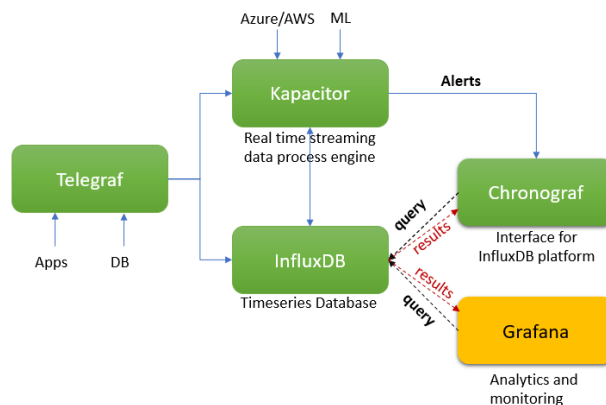 Azure/AWS
ML
Kapacitor
Alerts
Real time streaming
data process engine
Telegraf
Apps
DB
InfluxDB
Timeseries Database
query
results
Chronograf
Interface for
InfluxDB platform
results
query
Grafana
Analytics and
monitoring